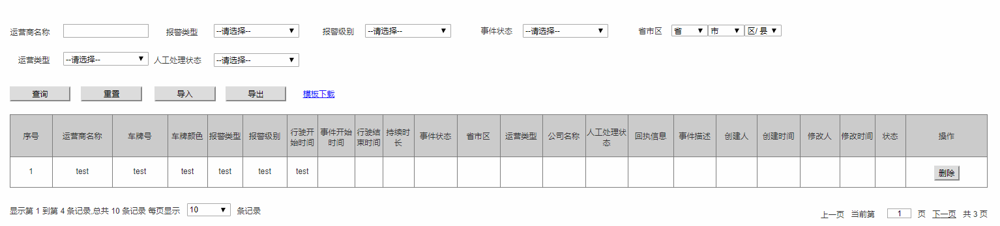 运营商名称 报警类型 --请选择-- 报警级别 --请选择-- 事件状态 --请选择-- 省市区 省 市 区/ 县
运营类型 --请选择-- 人工处理状态 --请选择--
查询 重置 导入 导出 模板下载
序号 运营商名称 车牌号 车牌颜色 报警类型 报警级别 行驶开始时间 事件开始时间 行驶结束时间 持续时长 事件状态 省市区 运营类型 公司名称 人工处理状态 回执信息 事件描述 创建人 创建时间 修改人 修改时间 状态 操作
1 test test test test test test 删除
显示第 1 到第 4 条记录,总共 10 条记录 每页显示 10 条记录 上一页 当前第 1 页 下一页 共 3 页